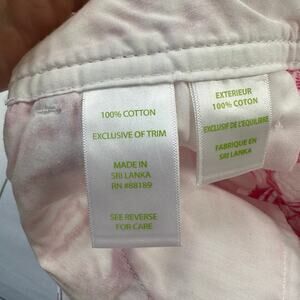 100% COTTON
EXCLUSIVE OF TRIM
MADE IN
SRI LANKA
RN #88189
SEE REVERSE
FOR CARE
EXTERIEUR
100% COTON
EXCLUSIF DE L'EQUILIBRE
FABRIQUE EN
SRI LANKA